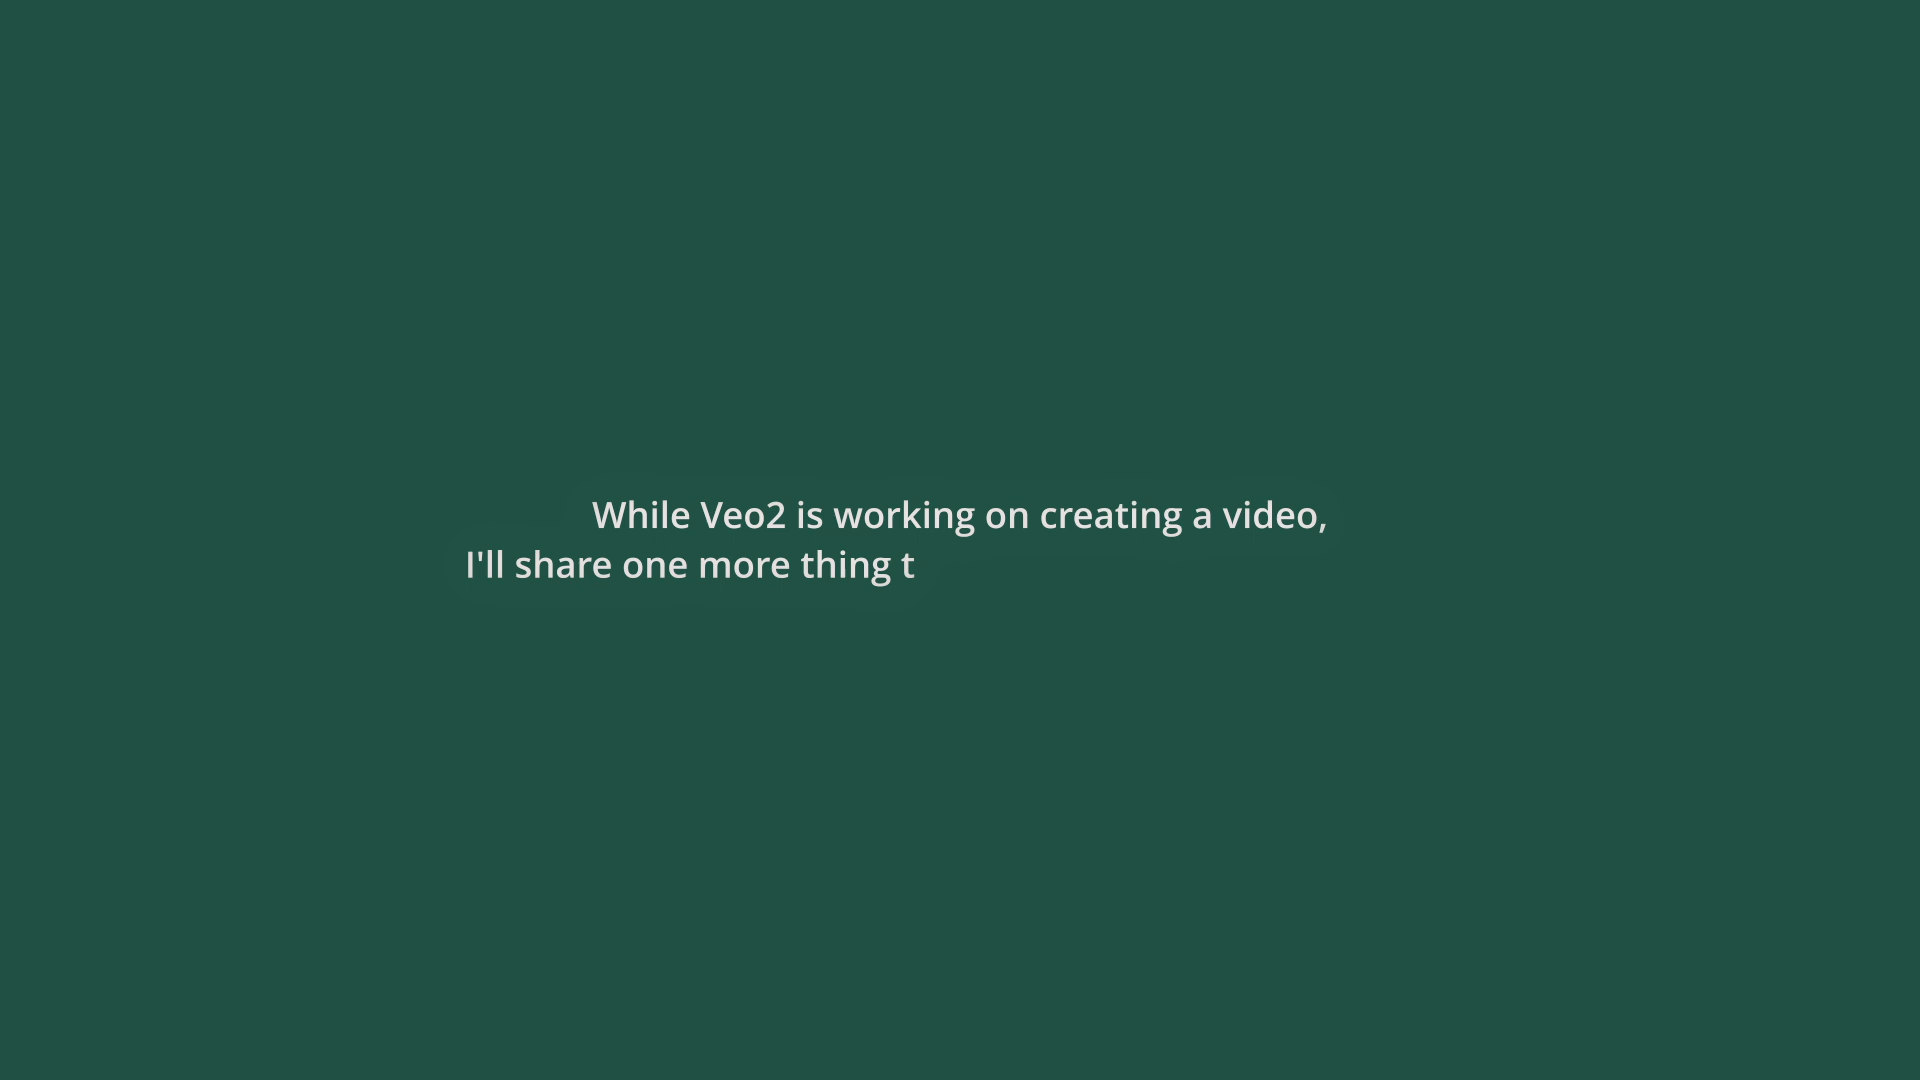 While Veo2 is working on creating a video,
I'll share one more thing t